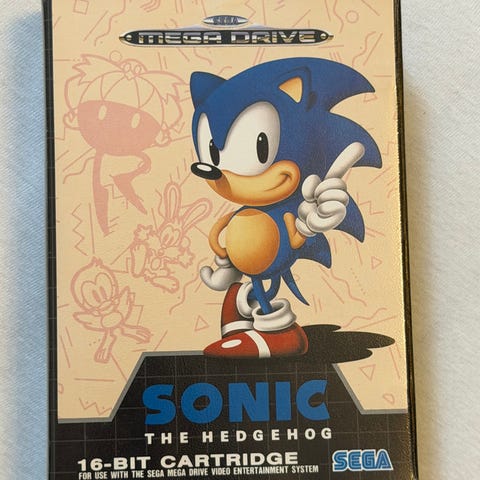 SEGA
MEGA DRIVE
SONIC
THE HEDGEHOG
16-BIT CARTRIDGE
FOR USE WITH THE SEGA MEGA DRIVE VIDEO ENTERTAINMENT SYSTEM
SEGA